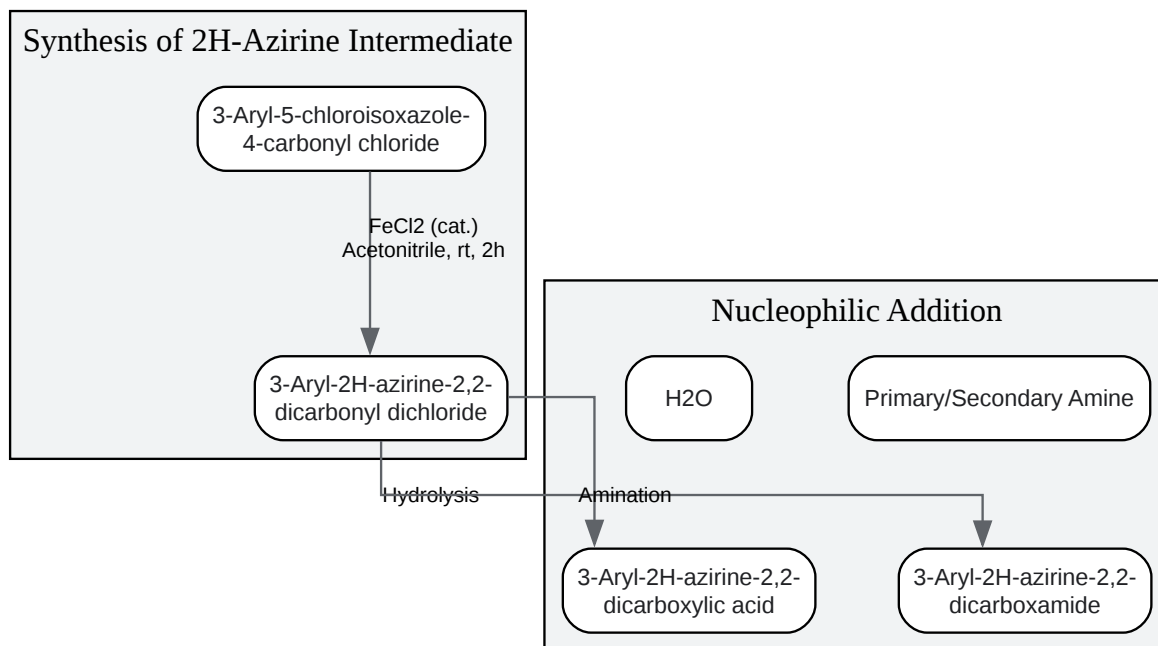 Synthesis of 2H-Azirine Intermediate
3-Aryl-5-chloroisoxazole-
4-carbonyl chloride
FeCl2 (cat.)
Acetonitrile, rt, 2h
3-Aryl-2H-azirine-2,2-
dicarbonyl dichloride
Nucleophilic Addition
H2O
Primary/Secondary Amine
Hydrolysis
Amination
3-Aryl-2H-azirine-2,2-
dicarboxylic acid
3-Aryl-2H-azirine-2,2-
dicarboxamide